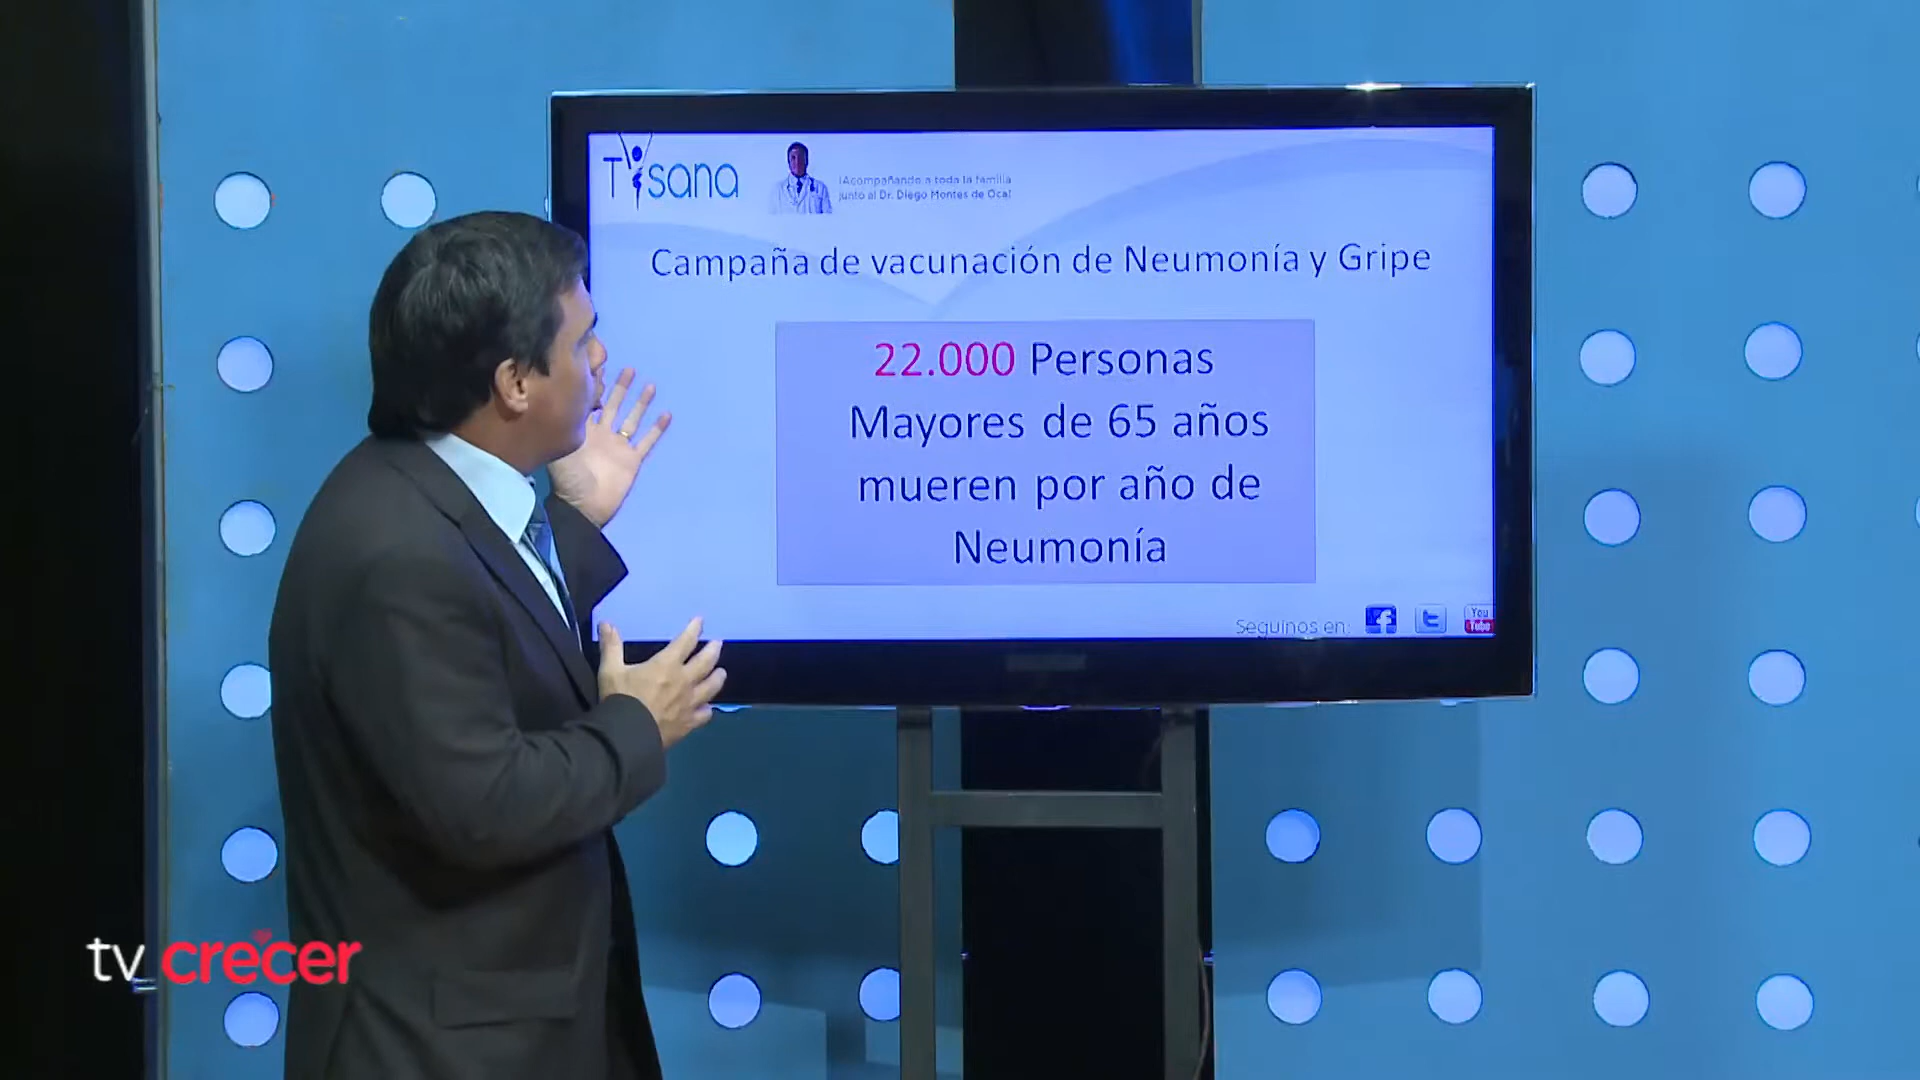 Tisana
¡Acompañando a toda la familia
junto al Dr. Diego Montes de Oca!
Campaña de vacunación de Neumonía y Gripe
22.000 Personas
Mayores de 65 años
mueren por año de
Neumonía
Seguinos en:
You
Tube
tv crecer